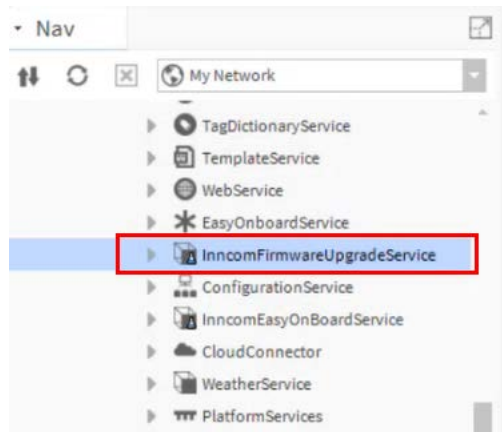 Nav
My Network
TagDictionaryService
TemplateService
WebService
EasyOnboardService
InncomFirmwareUpgradeService
ConfigurationService
InncomEasyOnBoardService
CloudConnector
WeatherService
PlatformServices